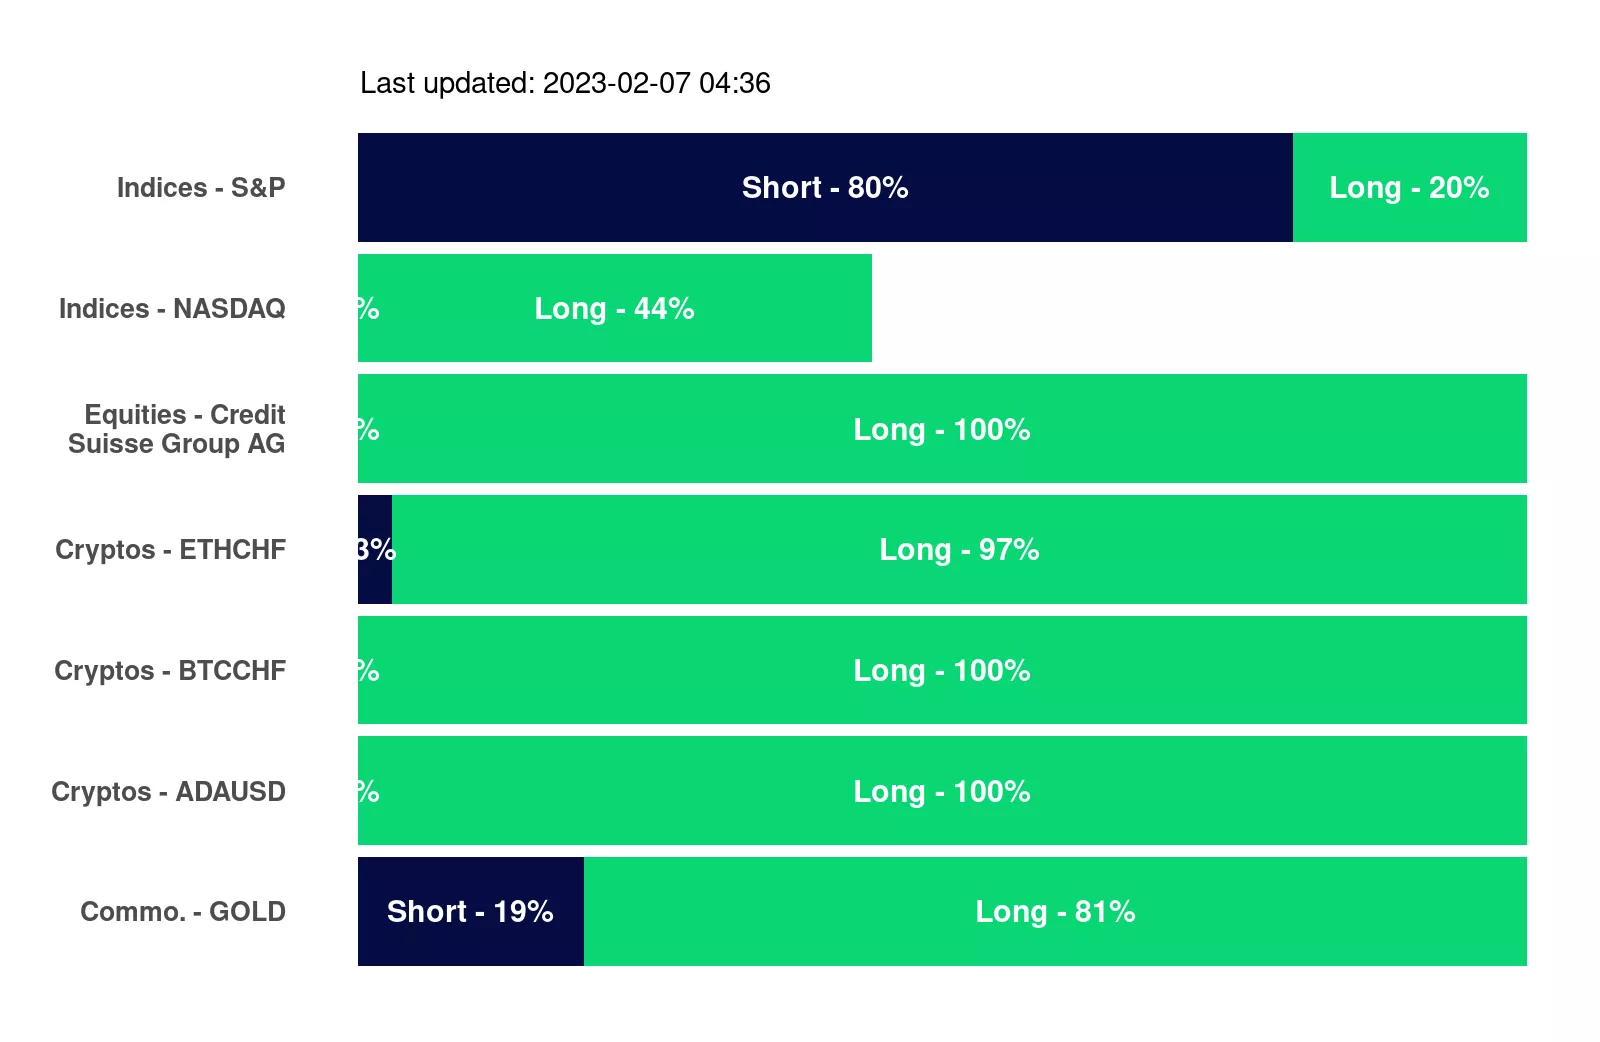 Last updated: 2023-02-07 04:36
Indices - S&P
Short - 80%
Long - 20%
Indices - NASDAQ
%
Long - 44%
Equities - Credit
Suisse Group AG
%
Long - 100%
Cryptos - ETHCHF
3%
Long - 97%
Cryptos - BTCCHF
%
Long - 100%
Cryptos - ADAUSD
%
Long - 100%
Commo. - GOLD
Short - 19%
Long - 81%